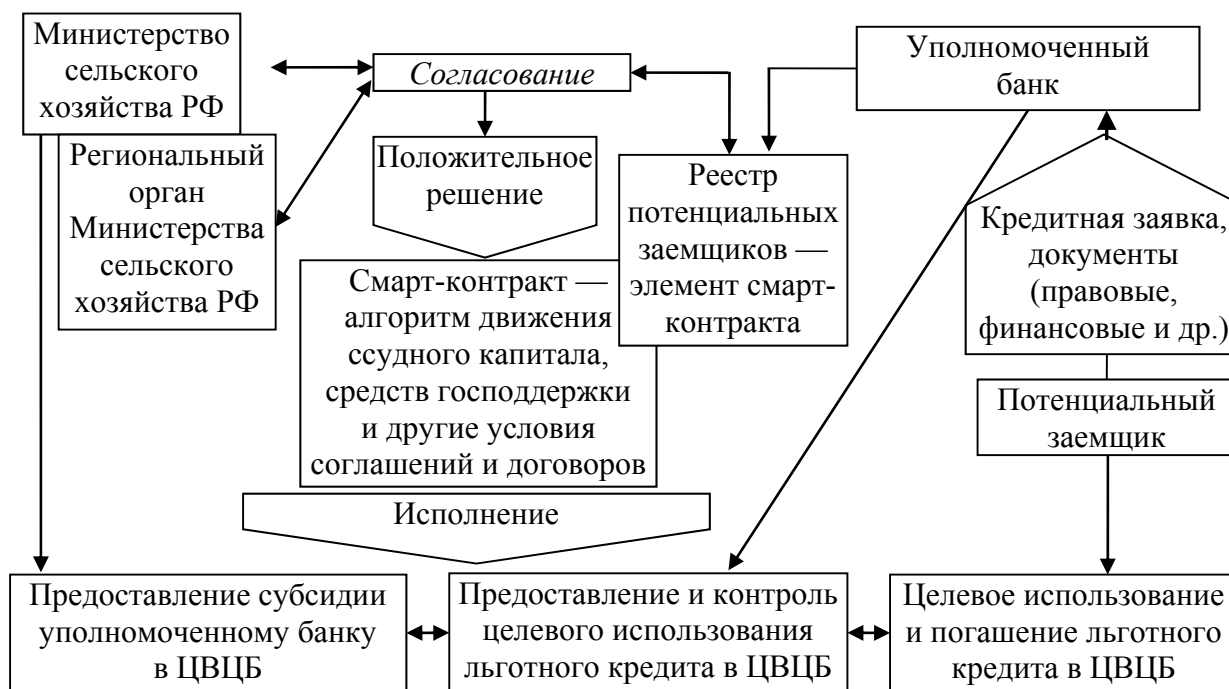 Министерство
сельского
хозяйства РФ
Региональный
орган
Министерства
сельского
хозяйства РФ
Согласование
Положительное
решение
Смарт-контракт —
алгоритм движения
ссудного капитала,
средств господдержки
и другие условия
соглашений и договоров
Реестр
потенциальных
заемщиков —
элемент смарт-
контракта
Уполномоченный
банк
Кредитная заявка,
документы
(правовые,
финансовые и др.)
Потенциальный
заемщик
Исполнение
Предоставление субсидии
уполномоченному банку
в ЦВЦБ
Предоставление и контроль
целевого использования
льготного кредита в ЦВЦБ
Целевое использование
и погашение льготного
кредита в ЦВЦБ